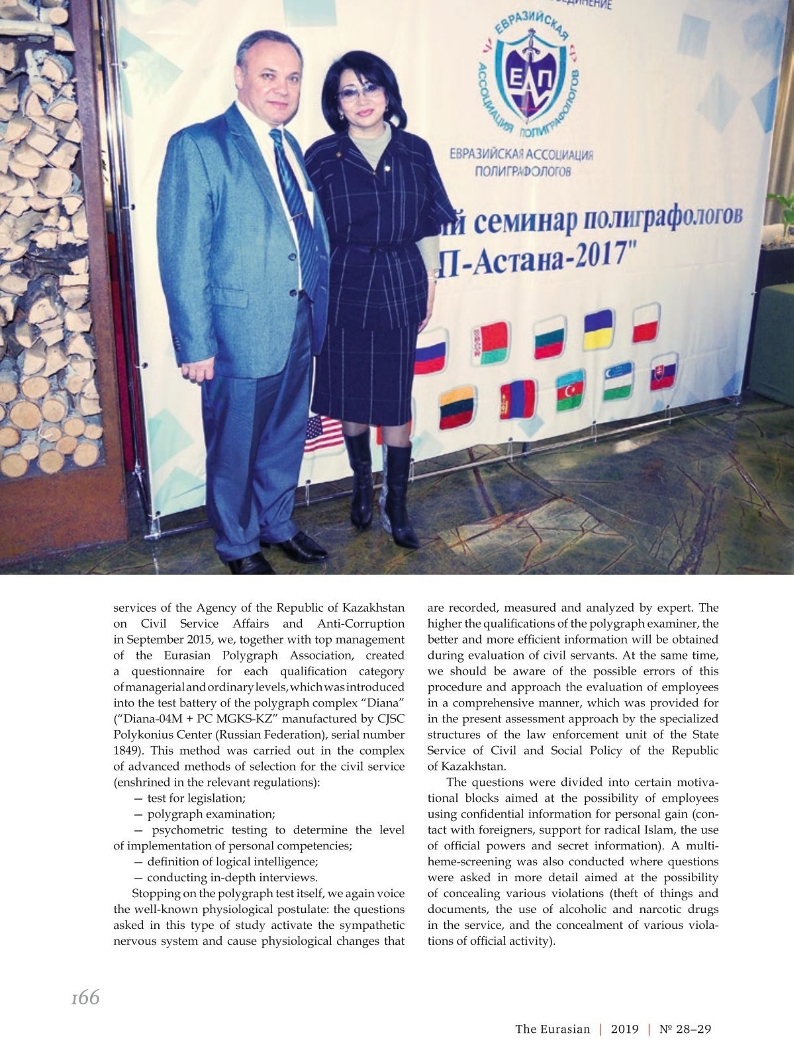 ЕВРАЗИЙСКАЯ
АССОЦИАЦИЯ ПОЛИГРАФОЛОГОВ
ЕАП
ЕВРАЗИЙСКАЯ АССОЦИАЦИЯ
ПОЛИГРАФОЛОГОВ
семинар полиграфологов
П-Астана-2017"
services of the Agency of the Republic of Kazakhstan
on Civil Service Affairs and Anti-Corruption
in September 2015, we, together with top management
of the Eurasian Polygraph Association, created
a questionnaire for each qualification category
of managerial and ordinary levels, which was introduced
into the test battery of the polygraph complex “Diana”
(“Diana-04M + PC MGKS-KZ” manufactured by CJSC
Polykonius Center (Russian Federation), serial number
1849). This method was carried out in the complex
of advanced methods of selection for the civil service
(enshrined in the relevant regulations):
— test for legislation;
— polygraph examination;
— psychometric testing to determine the level
of implementation of personal competencies;
— definition of logical intelligence;
— conducting in-depth interviews.
Stopping on the polygraph test itself, we again voice
the well-known physiological postulate: the questions
asked in this type of study activate the sympathetic
nervous system and cause physiological changes that
are recorded, measured and analyzed by expert. The
higher the qualifications of the polygraph examiner, the
better and more efficient information will be obtained
during evaluation of civil servants. At the same time,
we should be aware of the possible errors of this
procedure and approach the evaluation of employees
in a comprehensive manner, which was provided for
in the present assessment approach by the specialized
structures of the law enforcement unit of the State
Service of Civil and Social Policy of the Republic
of Kazakhstan.
The questions were divided into certain motiva-
tional blocks aimed at the possibility of employees
using confidential information for personal gain (con-
tact with foreigners, support for radical Islam, the use
of official powers and secret information). A multi-
heme-screening was also conducted where questions
were asked in more detail aimed at the possibility
of concealing various violations (theft of things and
documents, the use of alcoholic and narcotic drugs
in the service, and the concealment of various viola-
tions of official activity).
166
The Eurasian | 2019 | № 28–29